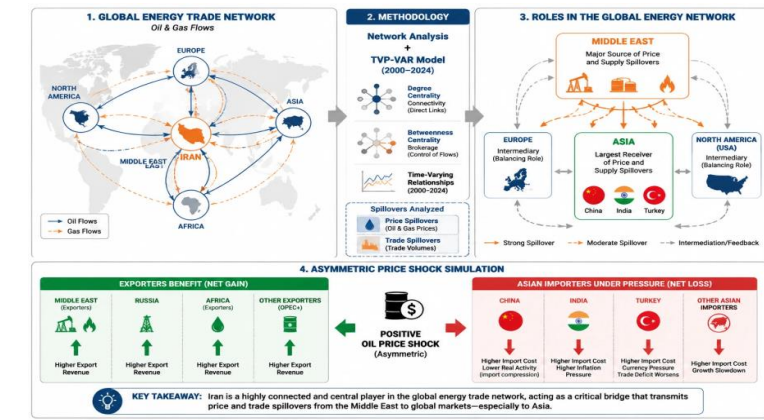 1. GLOBAL ENERGY TRADE NETWORK
Oil & Gas Flows
EUROPE
NORTH
AMERICA
ASIA
IRAN
MIDDLE EAST
EAST
AFRICA
Oil Flows
Gas Flows
2. METHODOLOGY
Network Analysis
+
TVP-VAR Model
(2000–2024)
Degree
Centrality
Connectivity
(Direct Links)
Betweenness
Centrality
Brokerage
(Control of Flows)
Time-Varying
Relationships
(2000–2024)
Spillovers Analyzed
Price Spillovers
(Oil & Gas Prices)
Trade Spillovers
(Trade Volumes)
3. ROLES IN THE GLOBAL ENERGY NETWORK
MIDDLE EAST
Major Source of Price
and Supply Spillovers
EUROPE
Intermediary
(Balancing Role)
ASIA
Largest Receiver
of Price and
Supply Spillovers
China
India
Turkey
NORTH AMERICA
(USA)
Intermediary
(Balancing Role)
Strong Spillover
Moderate Spillover
Intermediation/Feedback
4. ASYMMETRIC PRICE SHOCK SIMULATION
EXPORTERS BENEFIT (NET GAIN)
MIDDLE EAST
(Exporters)
Higher Export
Revenue
RUSSIA
Higher Export
Revenue
AFRICA
(Exporters)
Higher Export
Revenue
OTHER EXPORTERS
(OPEC+)
Higher Export
Revenue
$
POSITIVE
OIL PRICE SHOCK
(Asymmetric)
ASIAN IMPORTERS UNDER PRESSURE (NET LOSS)
CHINA
Higher Import Cost
Lower Real Activity
(import compression)
INDIA
Higher Import Cost
Higher Inflation
Pressure
TURKEY
Higher Import Cost
Currency Pressure
Trade Deficit Worsens
OTHER ASIAN
IMPORTERS
Higher Import Cost
Growth Slowdown
KEY TAKEAWAY: Iran is a highly connected and central player in the global energy trade network, acting as a critical bridge that transmits
price and trade spillovers from the Middle East to global markets—especially to Asia.